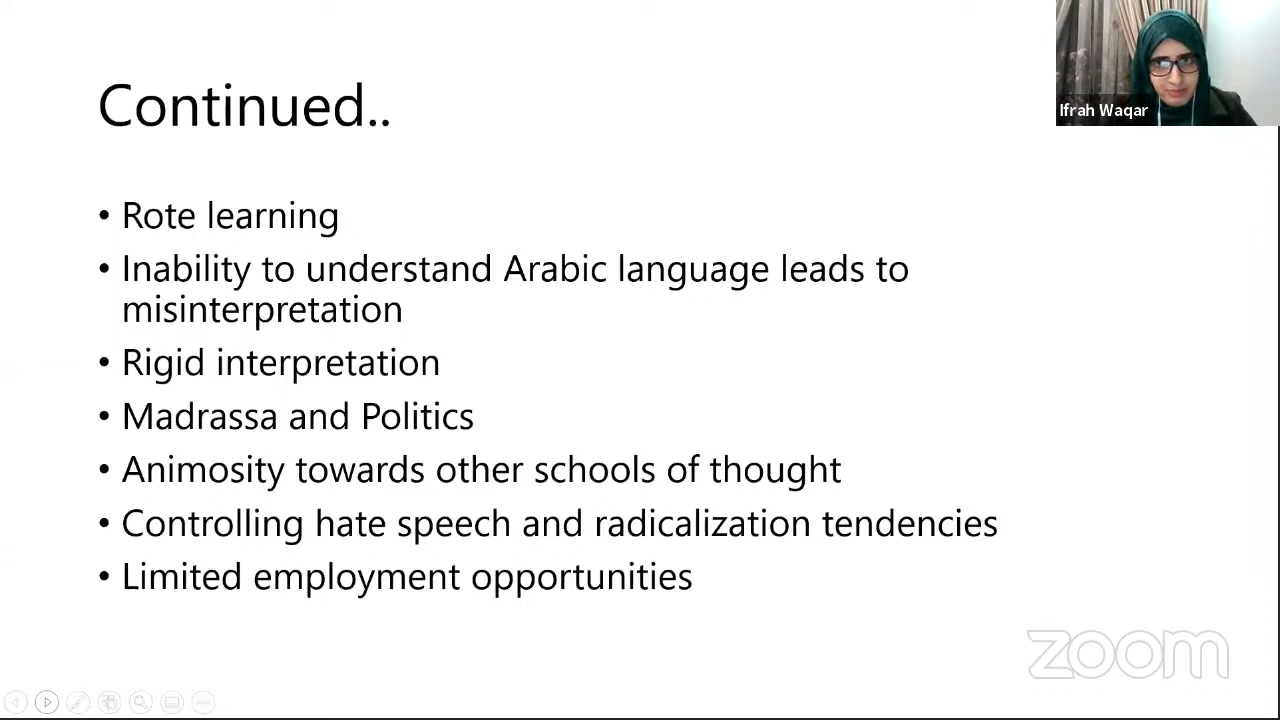 Continued..
Ifrah Waqar
• Rote learning
• Inability to understand Arabic language leads to
misinterpretation
• Rigid interpretation
• Madrassa and Politics
• Animosity towards other schools of thought
• Controlling hate speech and radicalization tendencies
• Limited employment opportunities
zoom